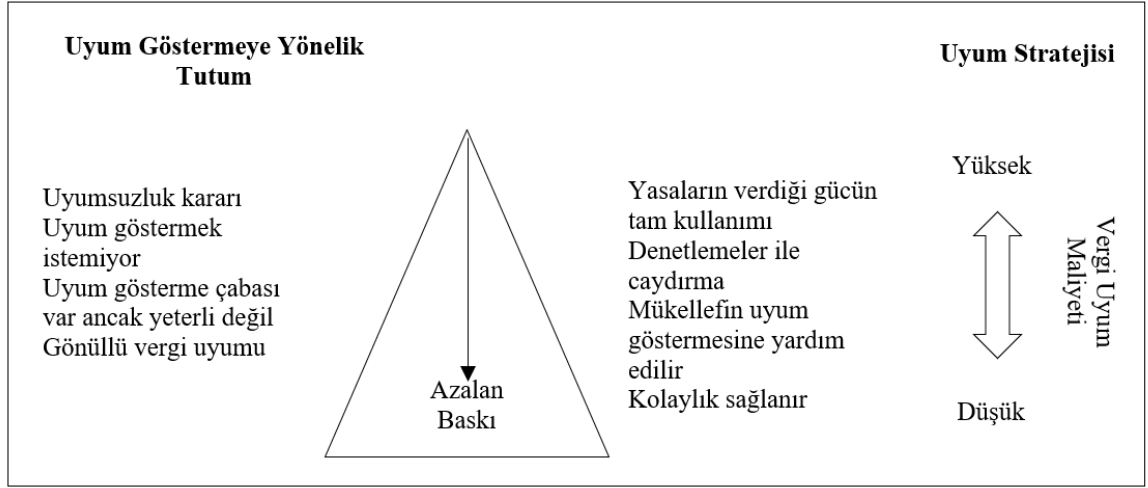 Uyum Göstermeye Yönelik
Tutum
Uyum Stratejisi
Uyumsuzluk kararı
Uyum göstermek
istemiyor
Uyum gösterme çabası
var ancak yeterli değil
Gönüllü vergi uyumu
Azalan
Baskı
Yasaların verdiği gücün
tam kullanımı
Denetlemeler ile
caydırma
Mükellefin uyum
göstermesine yardım
edilir
Kolaylık sağlanır
Yüksek
Düşük
Vergi Uyum
Maliyeti